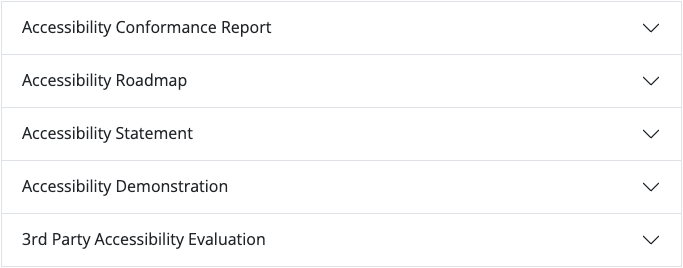 Accessibility Conformance Report
Accessibility Roadmap
Accessibility Statement
Accessibility Demonstration
3rd Party Accessibility Evaluation